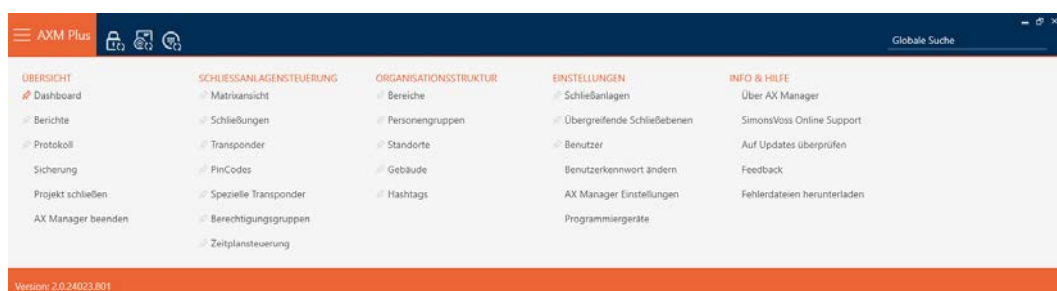 AXM Plus
Globale Suche
ÜBERSICHT
Dashboard
Berichte
Protokoll
Sicherung
Projekt schließen
AX Manager beenden
SCHLIESSANLAGENSTEUERUNG
Matrixansicht
Schließungen
Transponder
PinCodes
Spezielle Transponder
Berechtigungsgruppen
Zeitplansteuerung
ORGANISATIONSSTRUKTUR
Bereiche
Personengruppen
Standorte
Gebäude
Hashtags
EINSTELLUNGEN
Schließanlagen
Übergreifende Schließebenen
Benutzer
Benutzerkennwort ändern
AX Manager Einstellungen
Programmiergeräte
INFO & HILFE
Über AX Manager
SimonsVoss Online Support
Auf Updates überprüfen
Feedback
Fehlerdateien herunterladen
Version: 2.0.24023.801